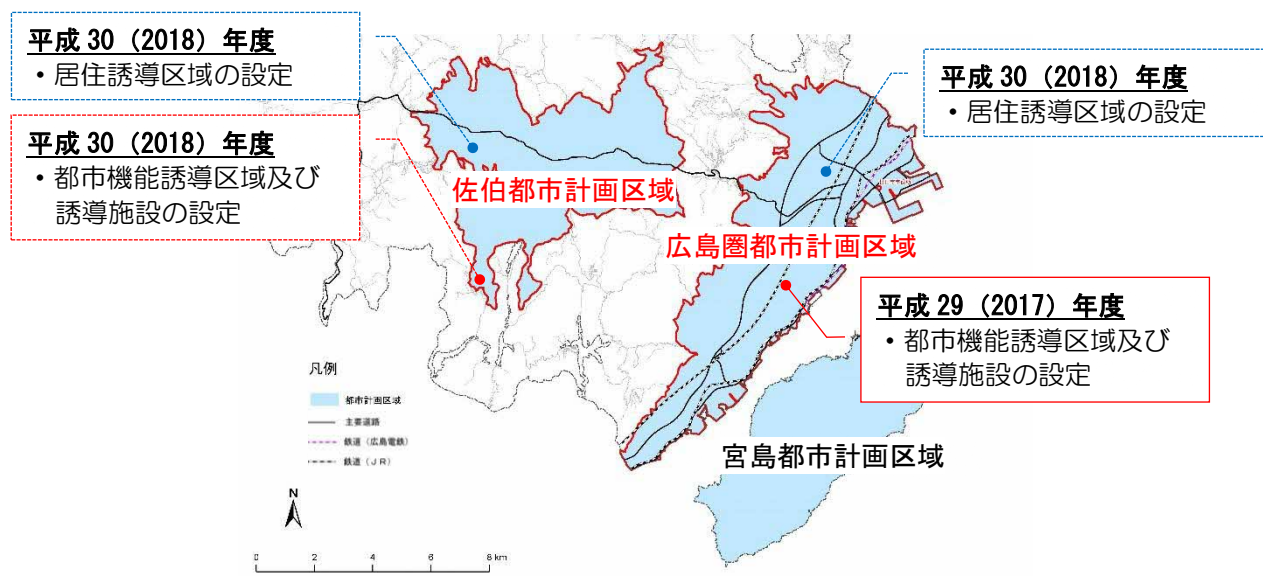 平成 30（2018）年度
・居住誘導区域の設定
平成 30（2018）年度
・都市機能誘導区域及び
誘導施設の設定
平成 30（2018）年度
・居住誘導区域の設定
佐伯都市計画区域
広島圏都市計画区域
平成 29（2017）年度
・都市機能誘導区域及び
誘導施設の設定
宮島都市計画区域
凡例
都市計画区域
主要道路
鉄道（広島電鉄）
鉄道（JR）
N
0 2 4 6 8 km